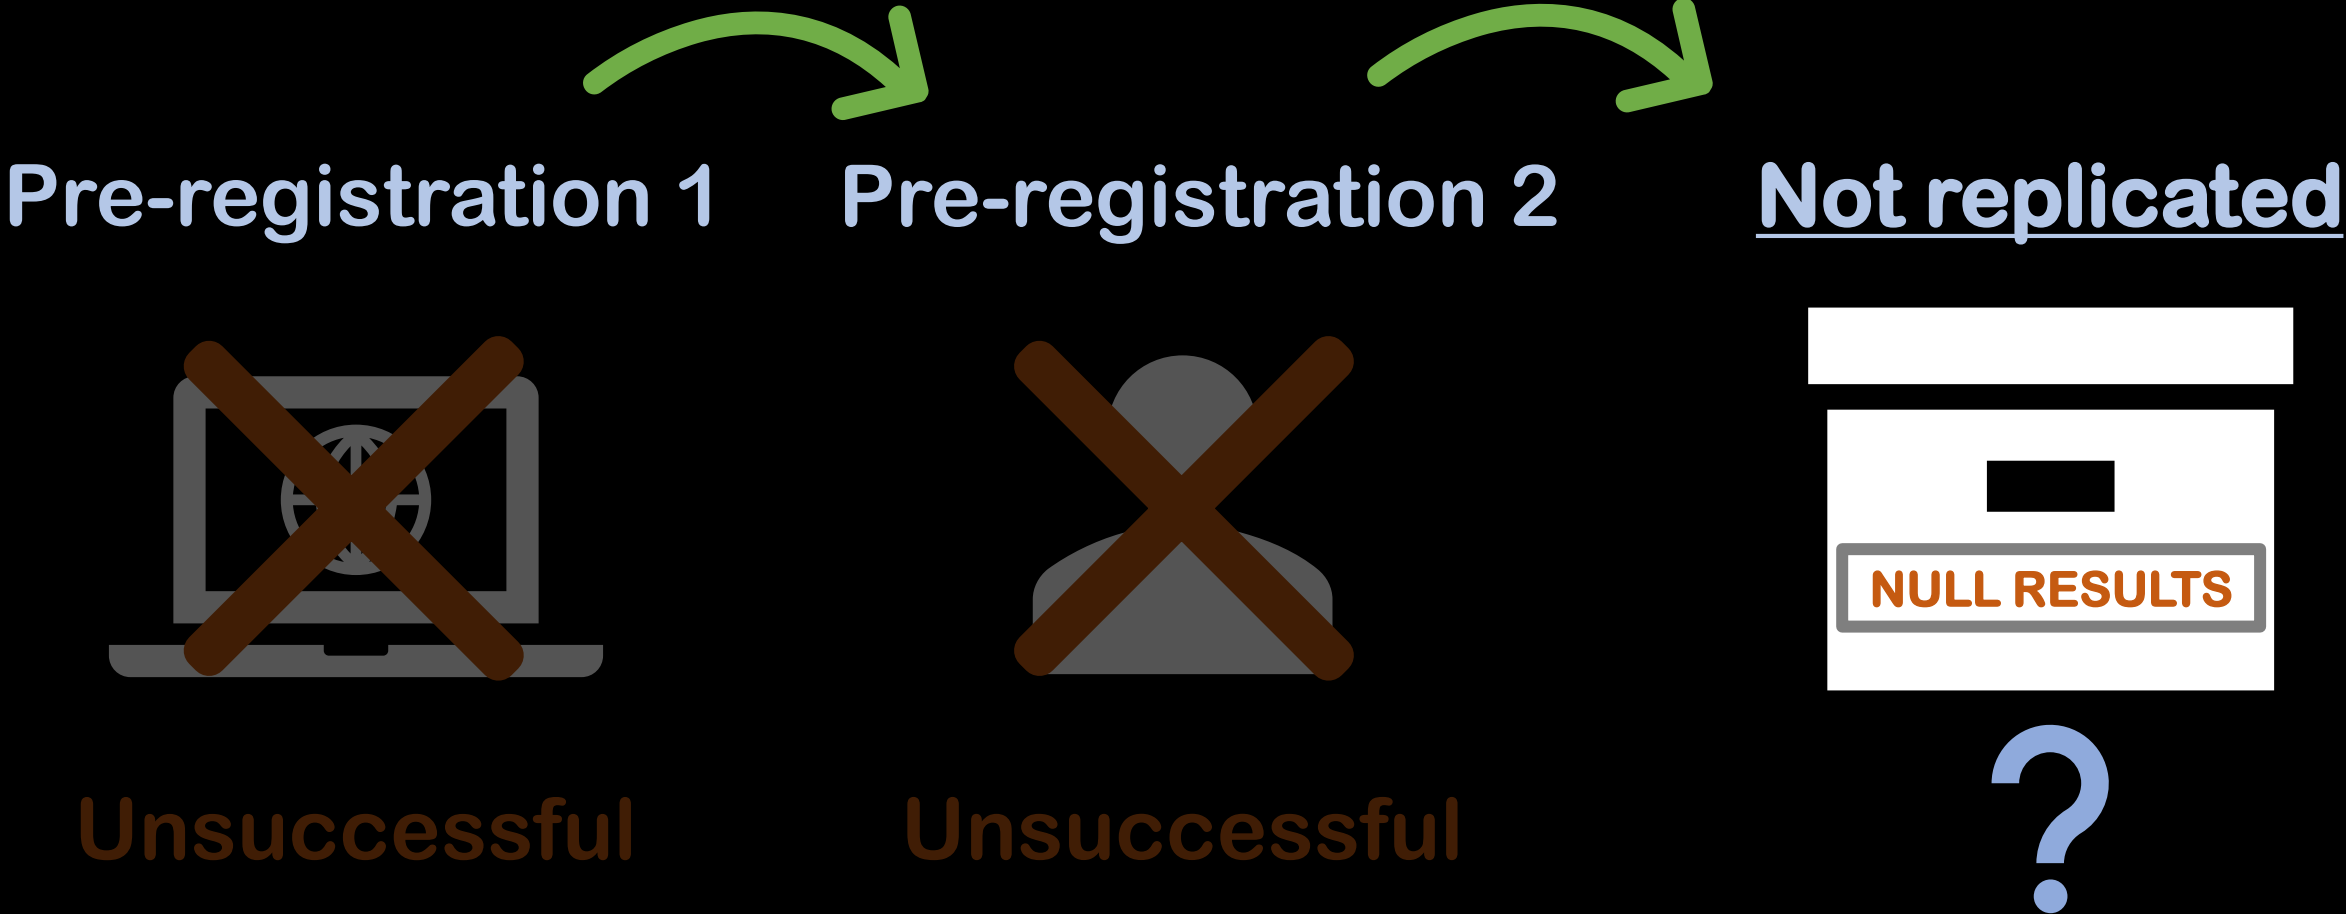 Pre-registration 1
Pre-registration 2
Not replicated
NULL RESULTS
?
Unsuccessful
Unsuccessful